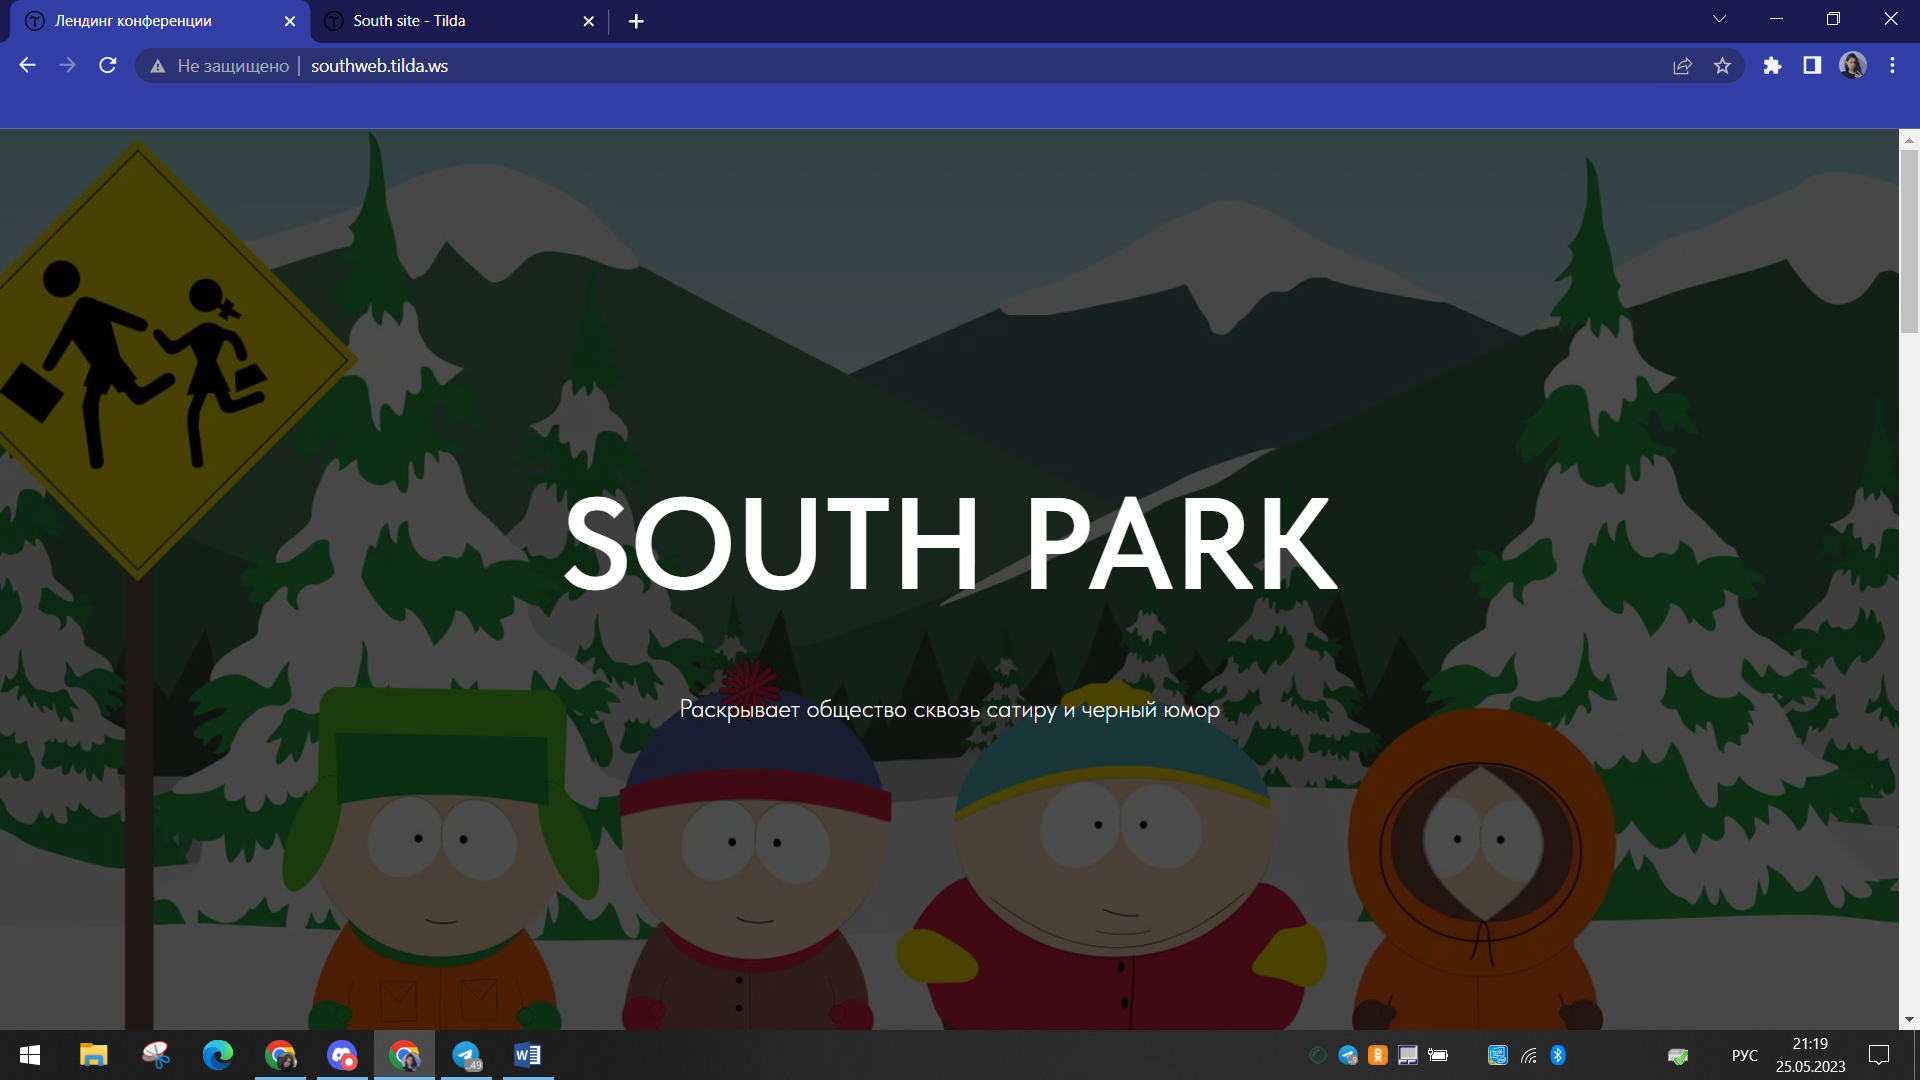 Лендинг конференции
South site - Tilda
Не защищено
southweb.tilda.ws
SOUTH PARK
Раскрывает общество сквозь сатиру и черный юмор
49
РУС
21:19
25.05.2023